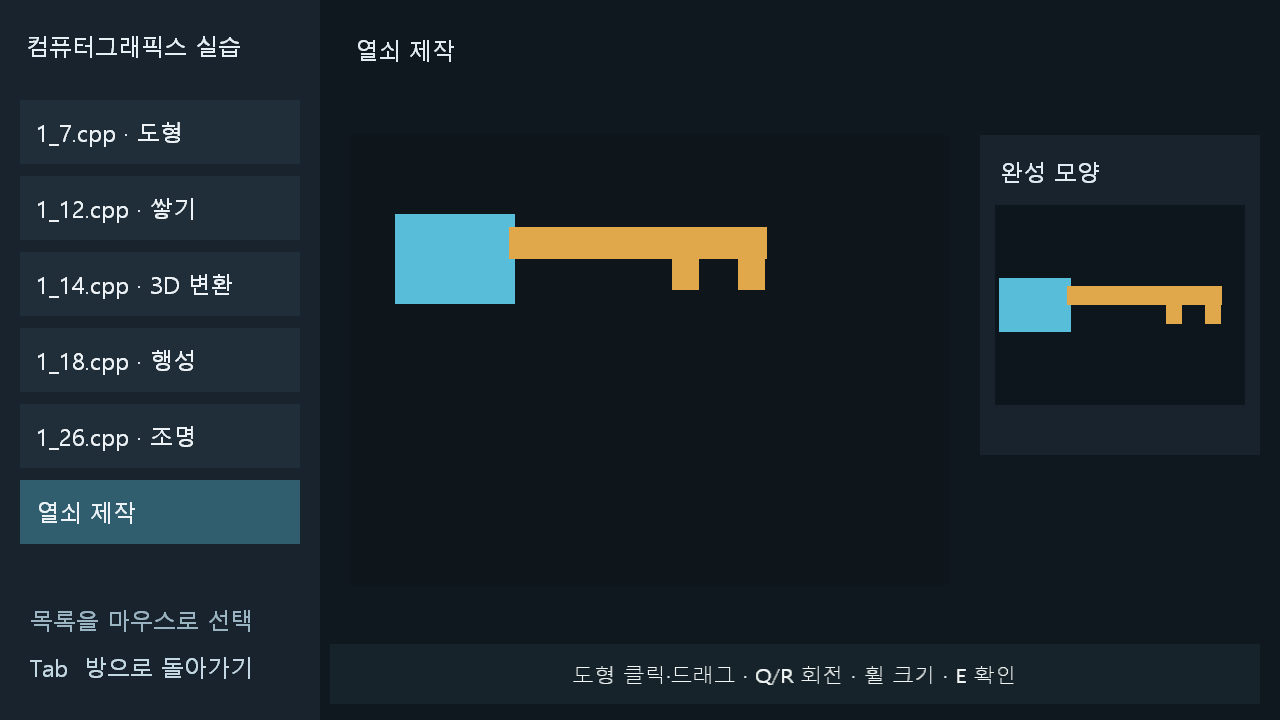 컴퓨터그래픽스 실습
1_7.cpp · 도형
1_12.cpp · 쌓기
1_14.cpp · 3D 변환
1_18.cpp · 행성
1_26.cpp · 조명
열쇠 제작
목록을 마우스로 선택
Tab 방으로 돌아가기
열쇠 제작
완성 모양
도형 클릭·드래그 · Q/R 회전 · 휠 크기 · E 확인